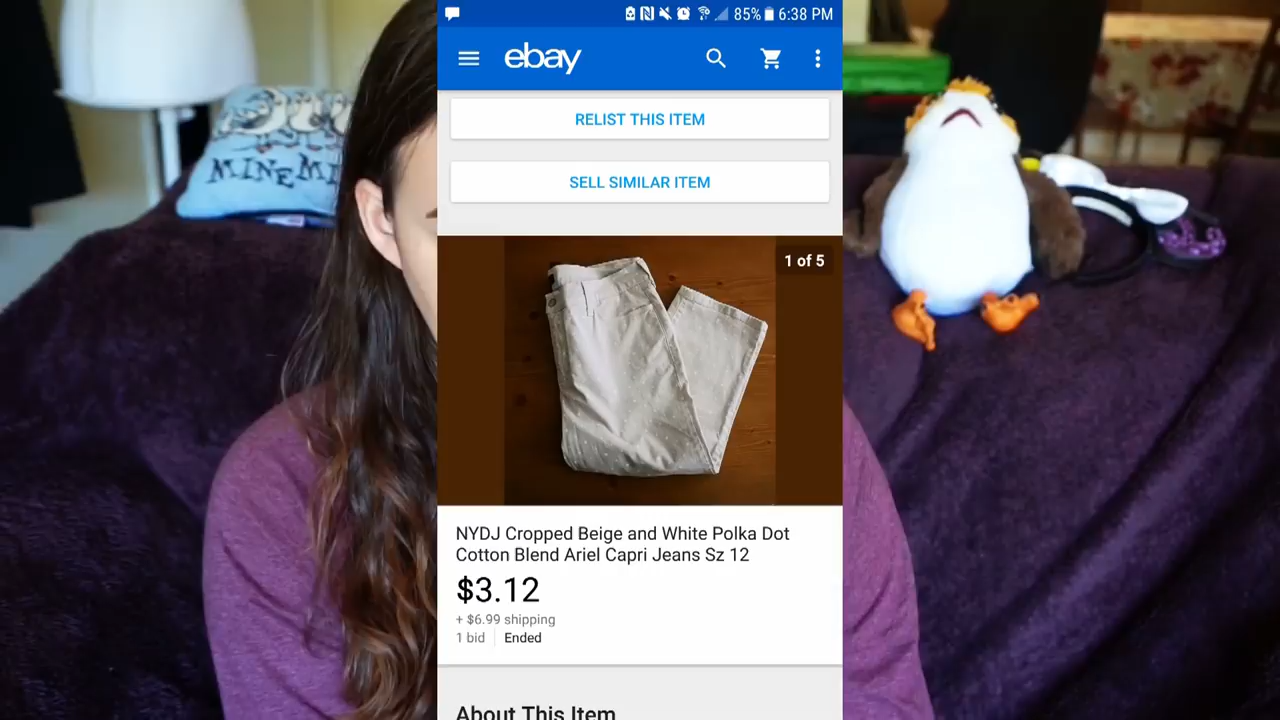 85% 6:38 PM
ebay
RELIST THIS ITEM
SELL SIMILAR ITEM
1 of 5
NYDJ Cropped Beige and White Polka Dot
Cotton Blend Ariel Capri Jeans Sz 12
$3.12
+ $6.99 shipping
1 bid Ended
About This Item
MINE